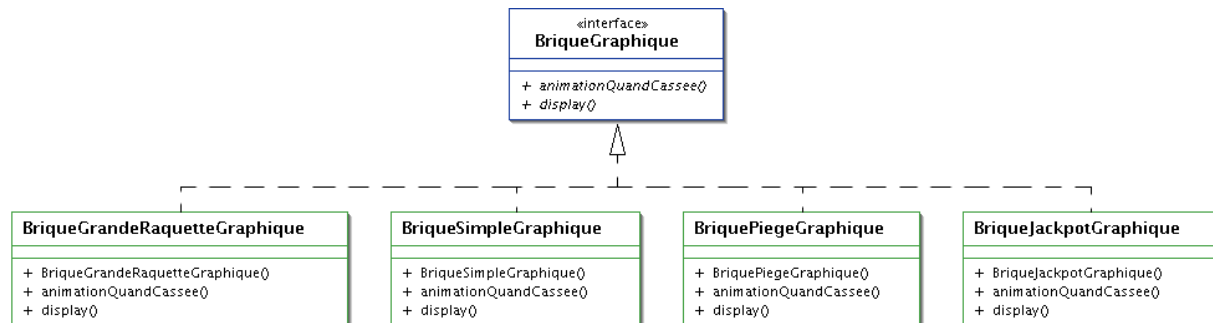 «interface»
BriqueGraphique
+ animationQuandCassee()
+ display()
BriqueGrandeRaquetteGraphique
+ BriqueGrandeRaquetteGraphique()
+ animationQuandCassee()
+ display()
BriqueSimpleGraphique
+ BriqueSimpleGraphique()
+ animationQuandCassee()
+ display()
BriquePiegeGraphique
+ BriquePiegeGraphique()
+ animationQuandCassee()
+ display()
BriqueJackpotGraphique
+ BriqueJackpotGraphique()
+ animationQuandCassee()
+ display()